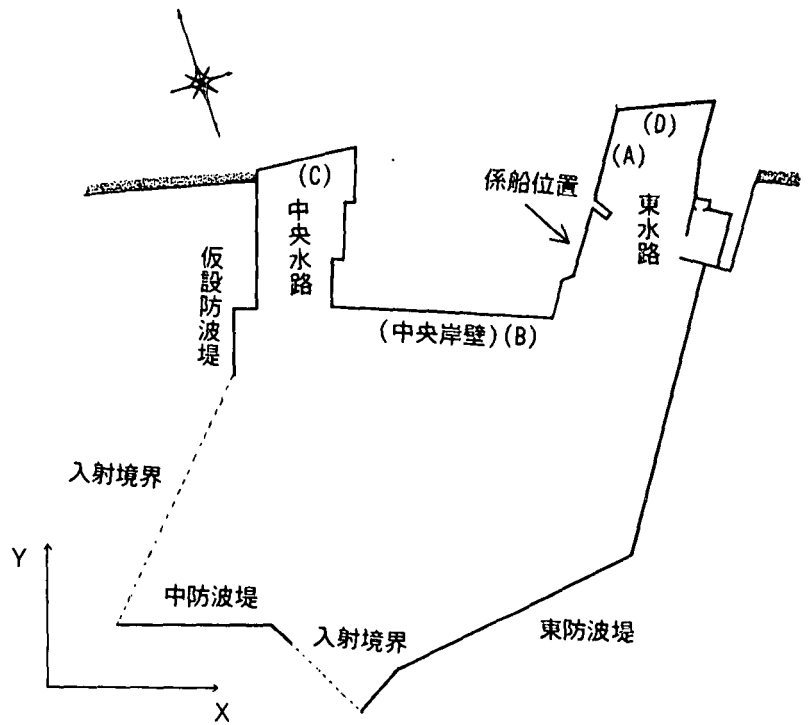 (D)
(A)
(C)
係船位置
中央水路
東水路
仮設防波堤
(中央岸壁)(B)
入射境界
Y
中防波堤
入射境界
東防波堤
X